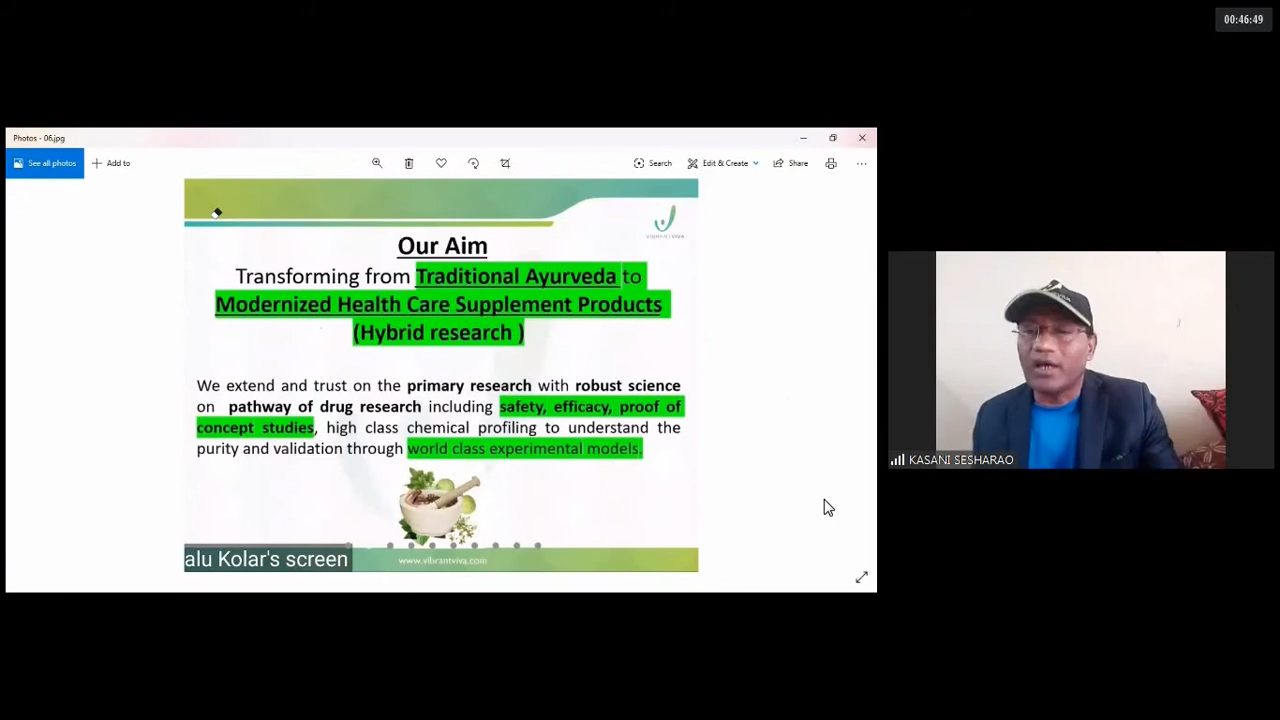 00:46:49
Photos - 06.jpg
See all photos
Add to
Search
Edit & Create
Share
VIBRANTVIVA
Our Aim
Transforming from Traditional Ayurveda to
Modernized Health Care Supplement Products
(Hybrid research )
We extend and trust on the primary research with robust science
on pathway of drug research including safety, efficacy, proof of
concept studies, high class chemical profiling to understand the
purity and validation through world class experimental models.
alu Kolar's screen
www.vibrantviva.com
KASANI SESHARAO